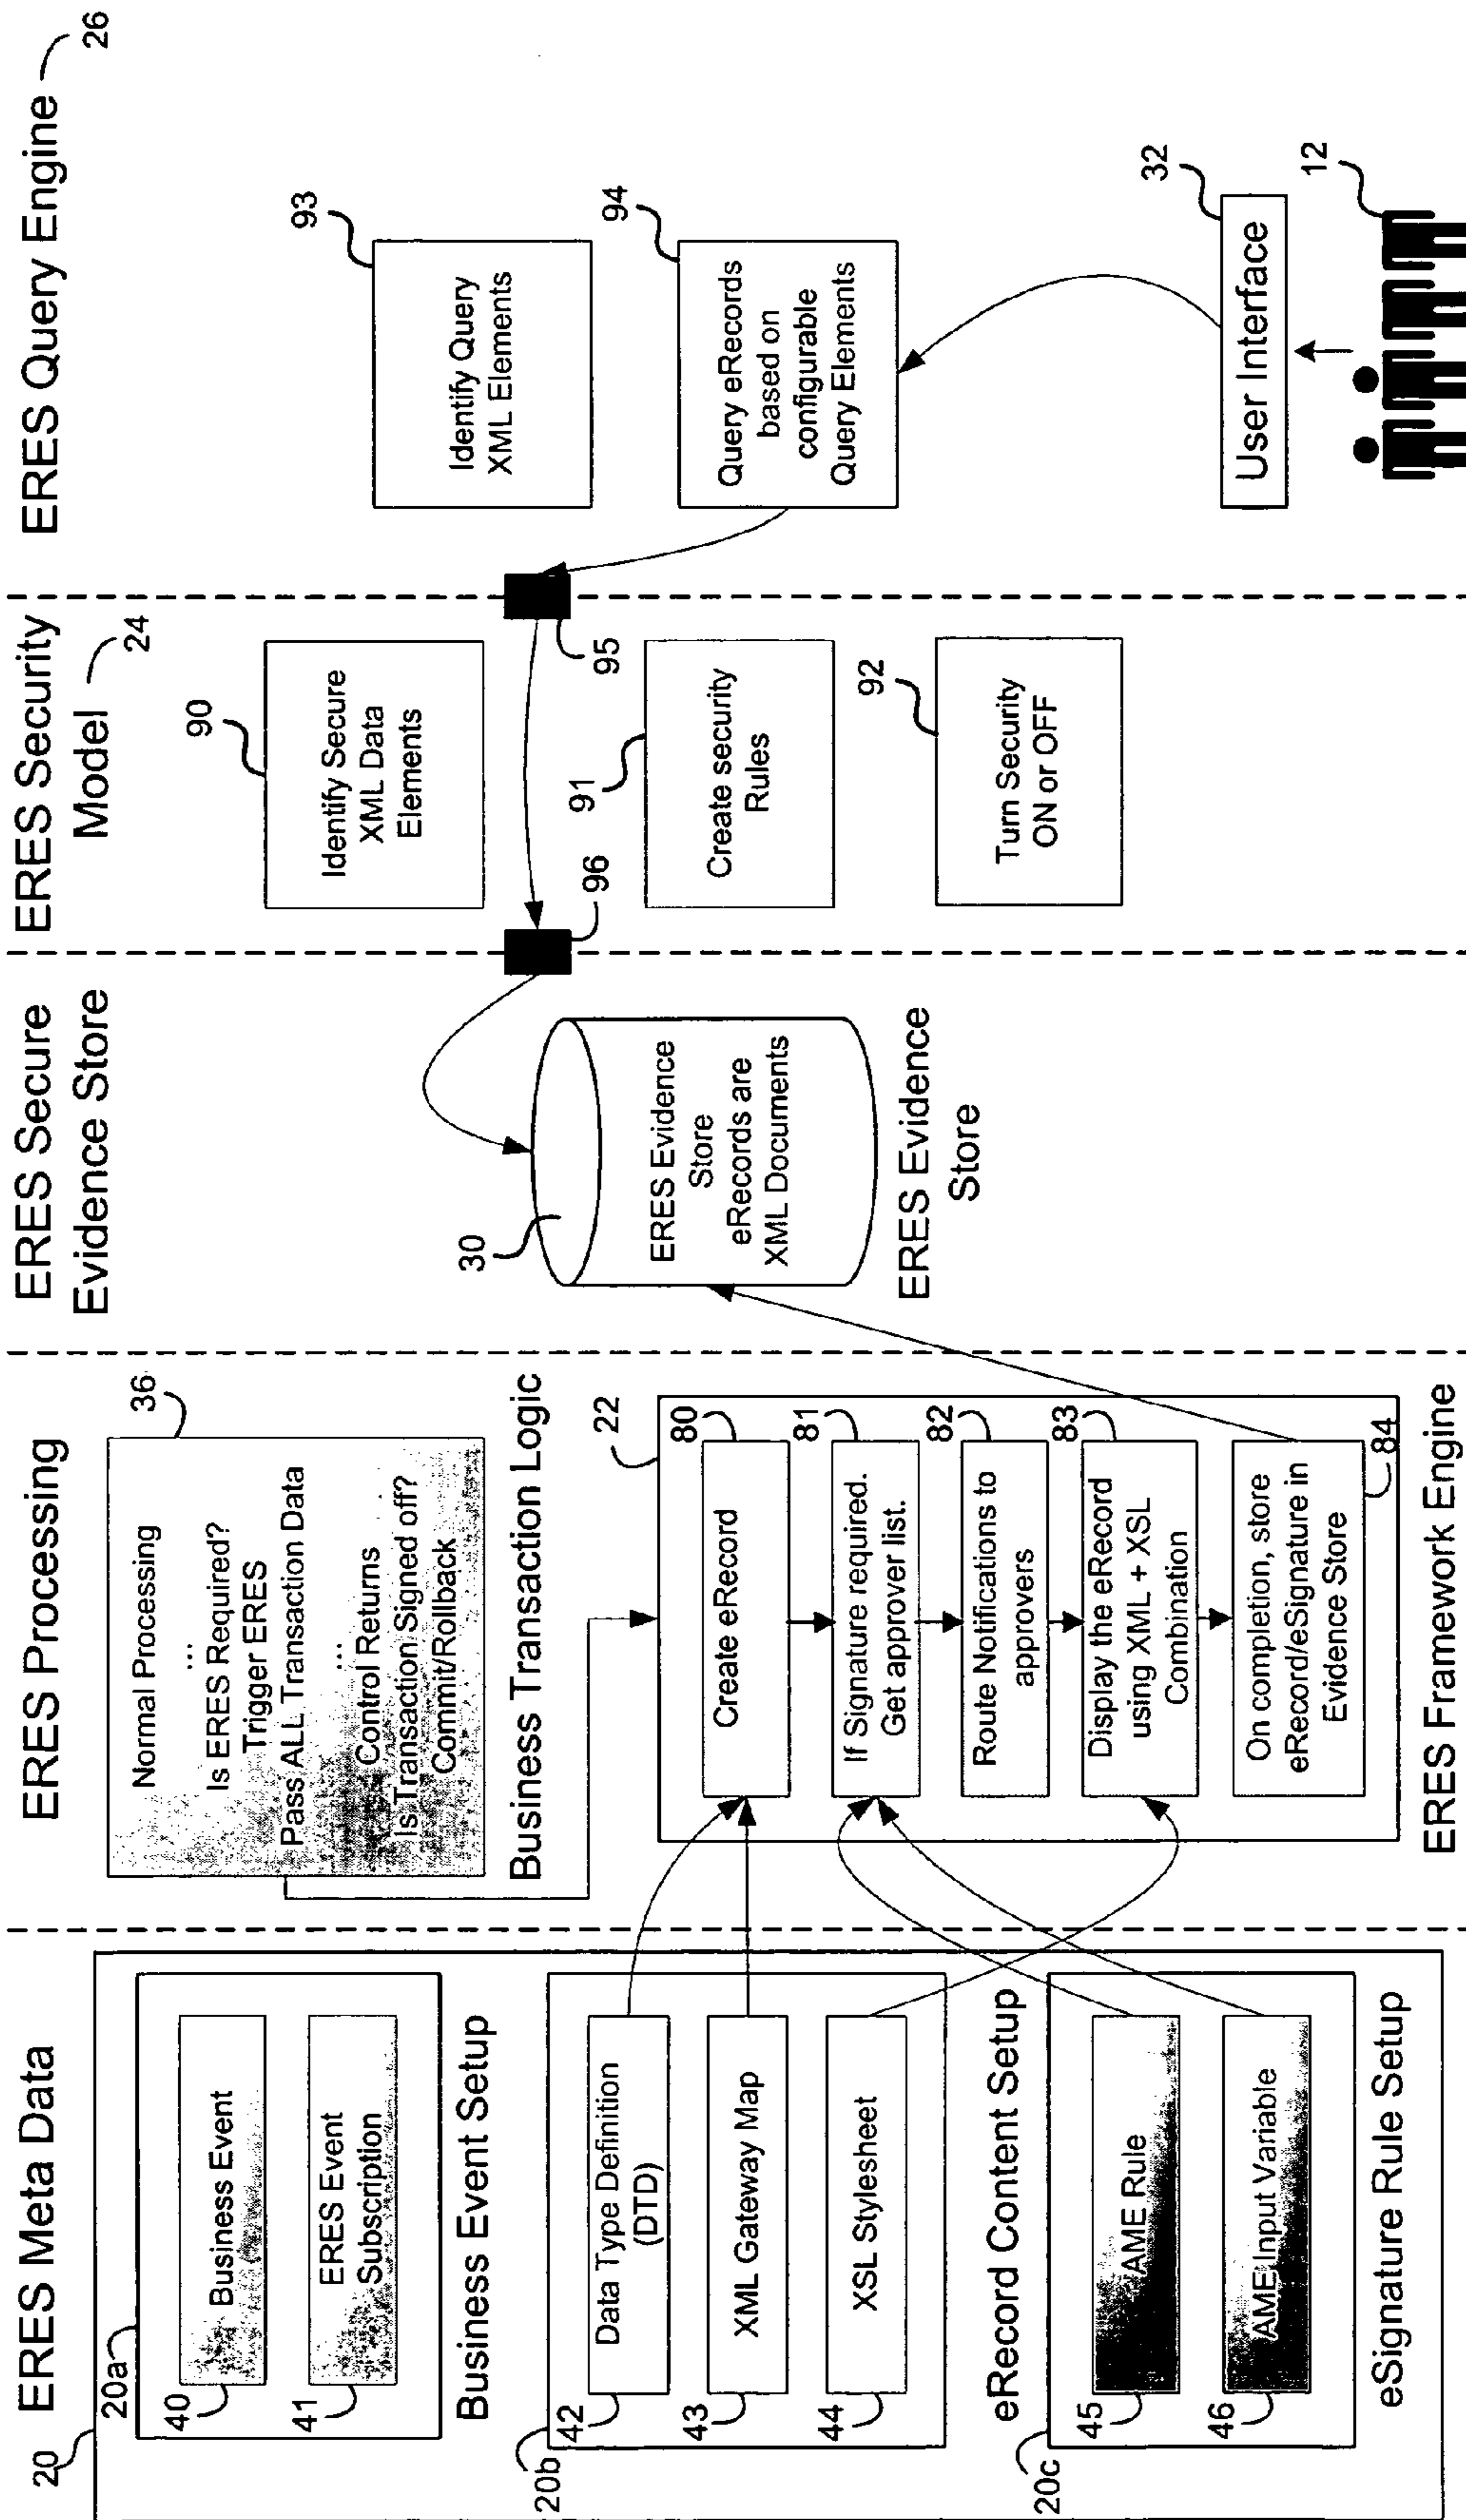 ERES Meta Data
20
20a
Business Event
40
ERES Event
Subscription
41
Business Event Setup
20b
Data Type Definition
(DTD)
42
XML Gateway Map
43
XSL Stylesheet
44
eRecord Content Setup
20c
AME Rule
45
AME Input Variable
46
eSignature Rule Setup
ERES Processing
36
Normal Processing
...
Is ERES Required?
Trigger ERES
Pass ALL Transaction Data
...
Control Returns
Is Transaction Signed off?
Commit/Rollback
Business Transaction Logic
22
80
Create eRecord
81
If Signature required.
Get approver list.
82
Route Notifications to
approvers
83
Display the eRecord
using XML + XSL
Combination
84
On completion, store
eRecord/eSignature in
Evidence Store
ERES Framework Engine
ERES Secure
Evidence Store
30
ERES Evidence
Store
eRecords are
XML Documents
ERES Evidence
Store
ERES Security
Model
24
90
Identify Secure
XML Data
Elements
95
96
91
Create security
Rules
92
Turn Security
ON or OFF
ERES Query Engine
26
93
Identify Query
XML Elements
94
Query eRecords
based on
configurable
Query Elements
32
User Interface
12